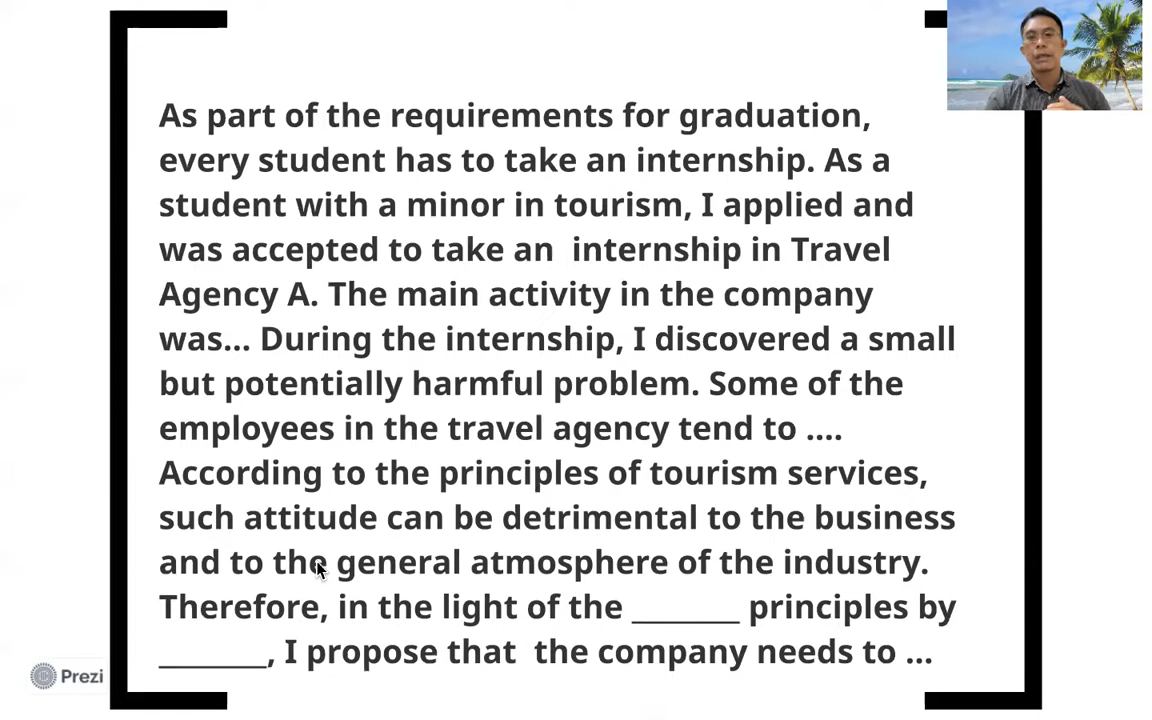 As part of the requirements for graduation,
every student has to take an internship. As a
student with a minor in tourism, I applied and
was accepted to take an  internship in Travel
Agency A. The main activity in the company
was... During the internship, I discovered a small
but potentially harmful problem. Some of the
employees in the travel agency tend to ....
According to the principles of tourism services,
such attitude can be detrimental to the business
and to the general atmosphere of the industry.
Therefore, in the light of the _______ principles by
_______, I propose that  the company needs to ...
Prezi